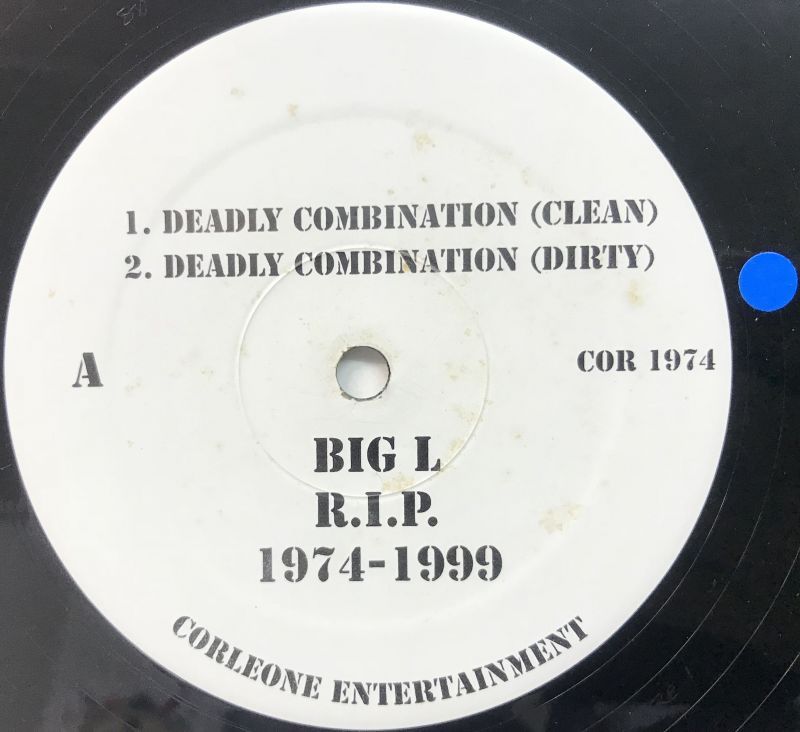 1. DEADLY COMBINATION (CLEAN)
2. DEADLY COMBINATION (DIRTY)
A
COR 1974
BIG L
R.I.P.
1974-1999
CORLEONE ENTERTAINMENT